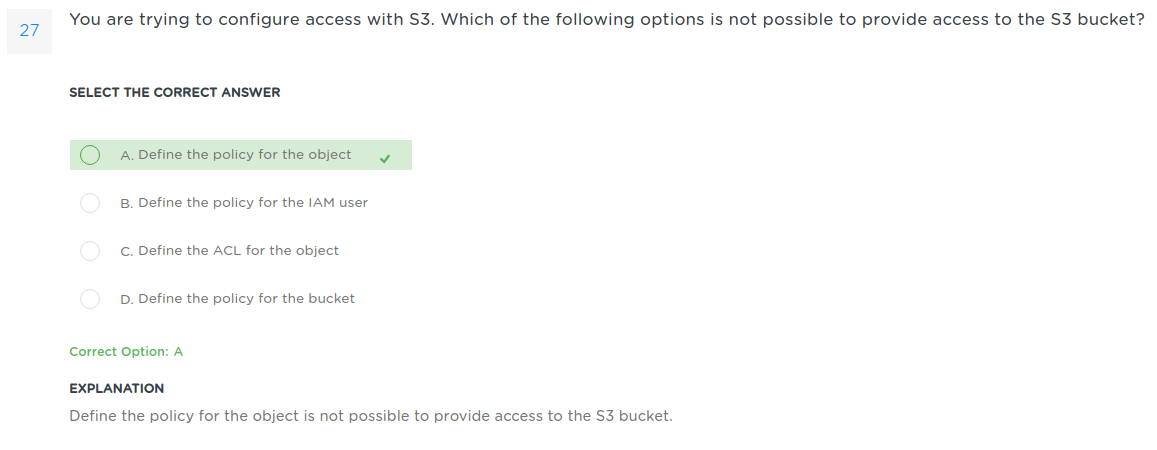 27
You are trying to configure access with S3. Which of the following options is not possible to provide access to the S3 bucket?
SELECT THE CORRECT ANSWER
A. Define the policy for the object
B. Define the policy for the IAM user
C. Define the ACL for the object
D. Define the policy for the bucket
Correct Option: A
EXPLANATION
Define the policy for the object is not possible to provide access to the S3 bucket.